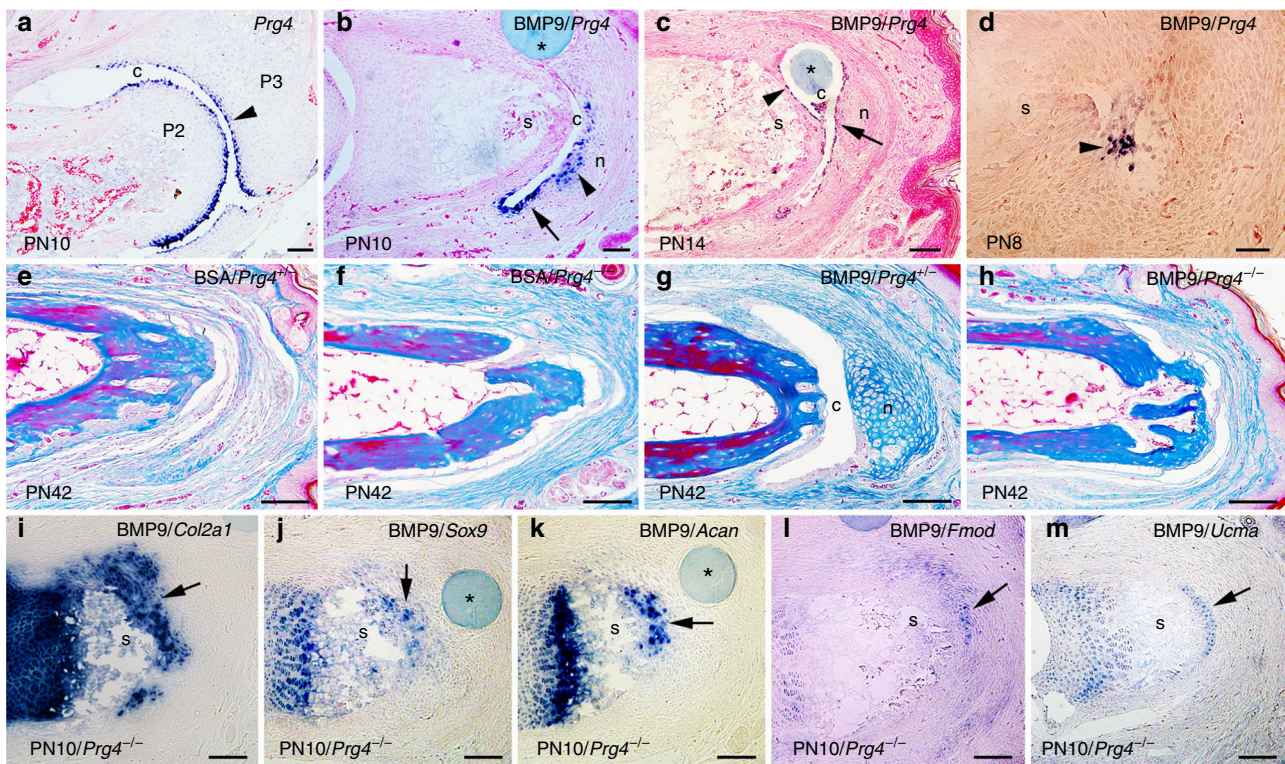 a Prg4
c
P3
P2
PN10
b BMP9/Prg4
*
s
c
n
PN10
c BMP9/Prg4
*
c
n
s
PN14
d BMP9/Prg4
s
PN8
e BSA/Prg4+/–
PN42
f BSA/Prg4–/–
PN42
g BMP9/Prg4+/–
c
n
PN42
h BMP9/Prg4–/–
PN42
i BMP9/Col2a1
s
PN10/Prg4–/–
j BMP9/Sox9
s
*
PN10/Prg4–/–
k BMP9/Acan
*
s
PN10/Prg4–/–
l BMP9/Fmod
s
PN10/Prg4–/–
m BMP9/Ucma
s
PN10/Prg4–/–